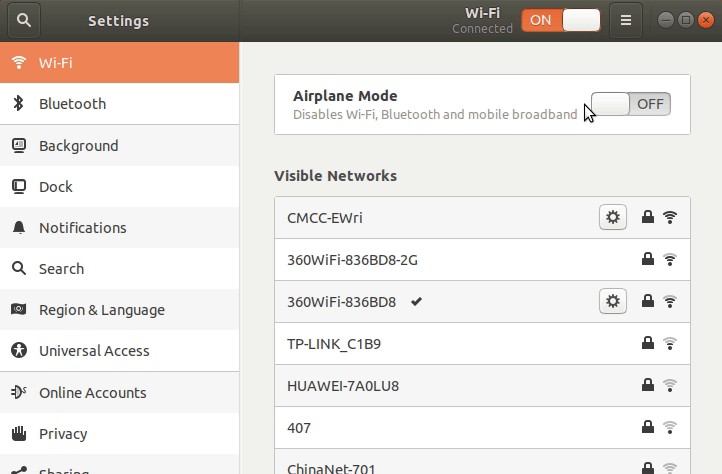 Settings
Wi-Fi
Connected
ON
Wi-Fi
Bluetooth
Background
Dock
Notifications
Search
Region & Language
Universal Access
Online Accounts
Privacy
Sharing
Airplane Mode
Disables Wi-Fi, Bluetooth and mobile broadband
OFF
Visible Networks
CMCC-EWri
360WiFi-836BD8-2G
360WiFi-836BD8
TP-LINK_C1B9
HUAWEI-7A0LU8
407
ChinaNet-701